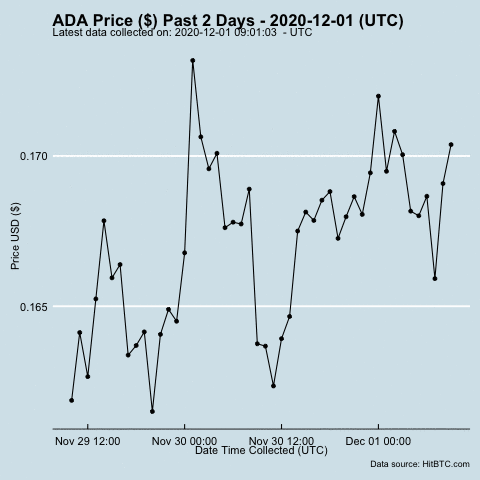 ADA Price ($) Past 2 Days - 2020-12-01 (UTC)
Latest data collected on: 2020-12-01 09:01:03 - UTC
0.170
Price USD ($)
0.165
Nov 29 12:00 Nov 30 00:00 Nov 30 12:00 Dec 01 00:00
Date Time Collected (UTC)
Data source: HitBTC.com